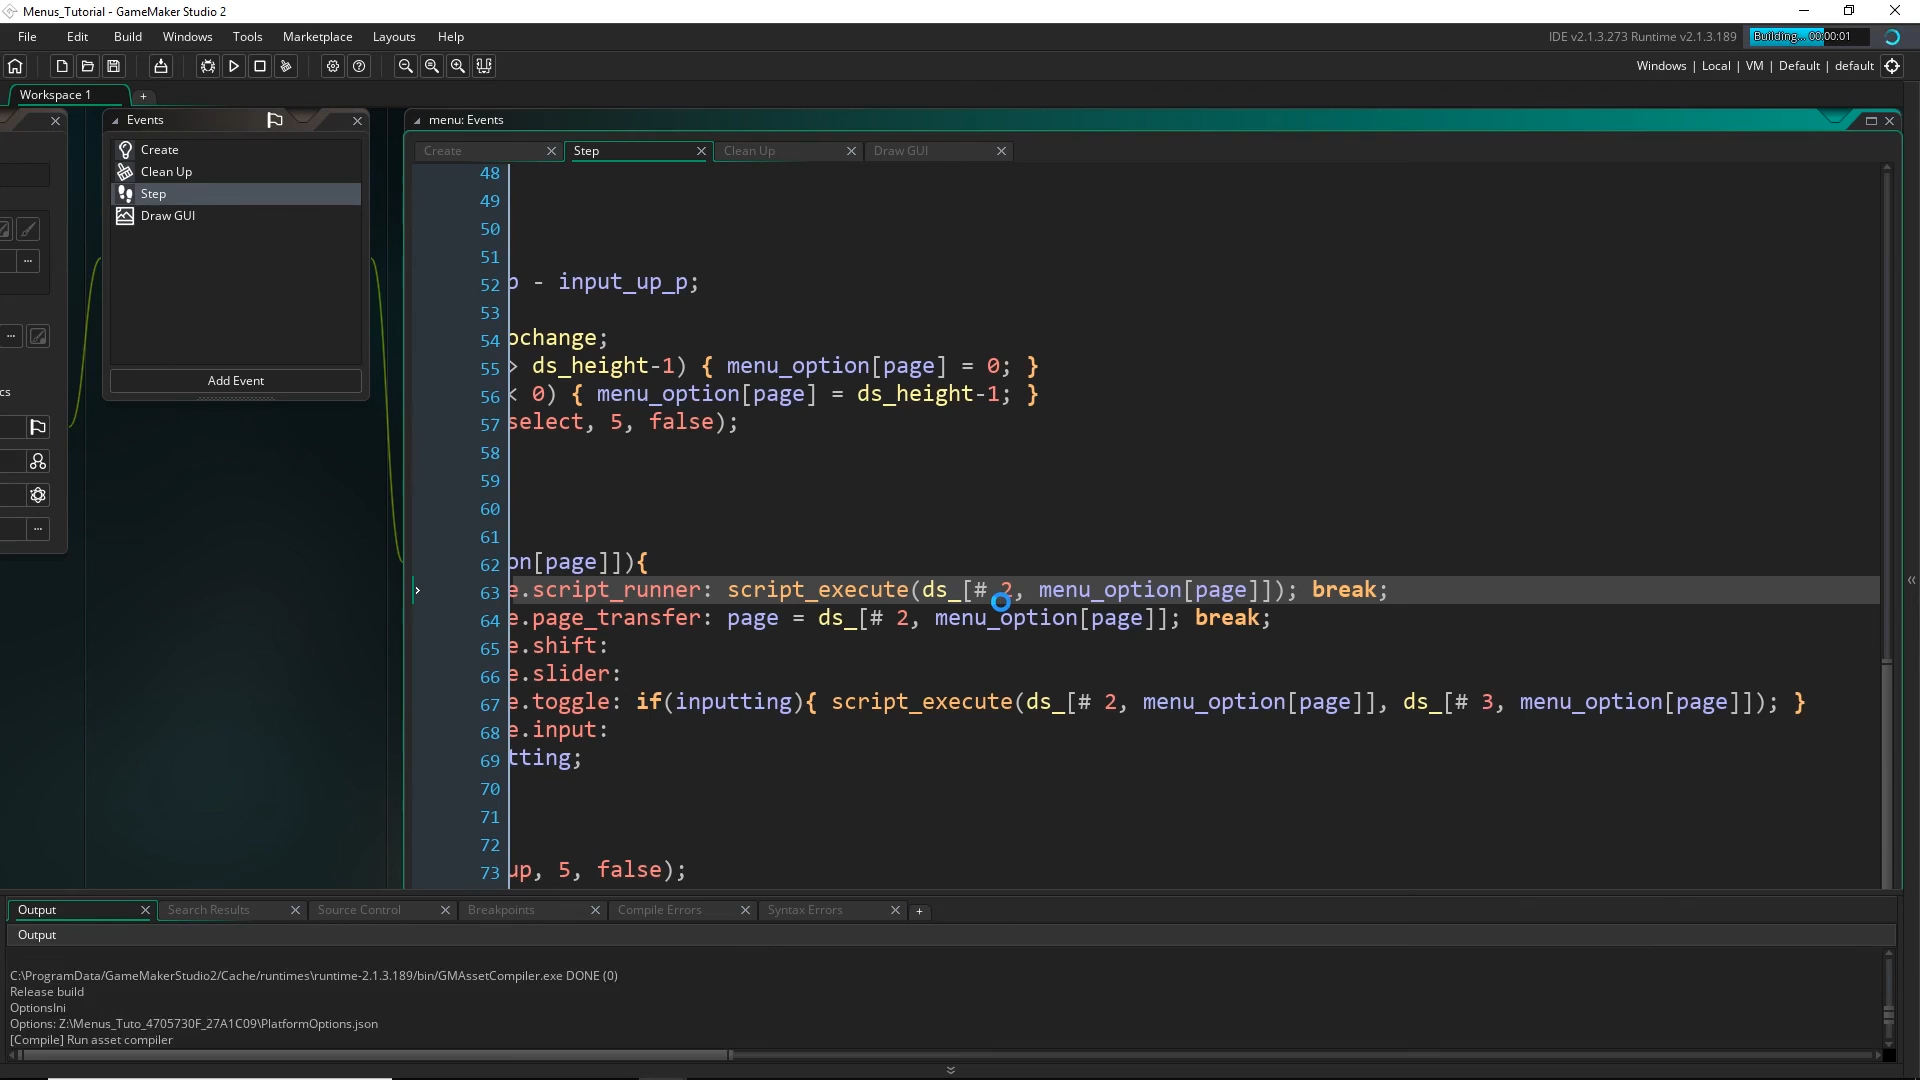 Menus_Tutorial - GameMaker Studio 2
File Edit Build Windows Tools Marketplace Layouts Help
IDE v2.1.3.273 Runtime v2.1.3.189
Building... 00:00:01
Windows | Local | VM | Default | default
Workspace 1
Events
Create
Clean Up
Step
Draw GUI
Add Event
cs
menu: Events
Create
Step
Clean Up
Draw GUI
48
49
50
51
52 p - input_up_p;
53
54 ochange;
55 > ds_height-1) { menu_option[page] = 0; }
56 < 0) { menu_option[page] = ds_height-1; }
57 select, 5, false);
58
59
60
61
62 on[page]]){
63 e.script_runner: script_execute(ds_[# 2, menu_option[page]]); break;
64 e.page_transfer: page = ds_[# 2, menu_option[page]]; break;
65 e.shift:
66 e.slider:
67 e.toggle: if(inputting){ script_execute(ds_[# 2, menu_option[page]], ds_[# 3, menu_option[page]]); }
68 e.input:
69 tting;
70
71
72
73 up, 5, false);
Output
Search Results
Source Control
Breakpoints
Compile Errors
Syntax Errors
Output
C:\ProgramData/GameMakerStudio2/Cache/runtimes\runtime-2.1.3.189/bin/GMAssetCompiler.exe DONE (0)
Release build
OptionsIni
Options: Z:\Menus_Tuto_4705730F_27A1C09\PlatformOptions.json
[Compile] Run asset compiler